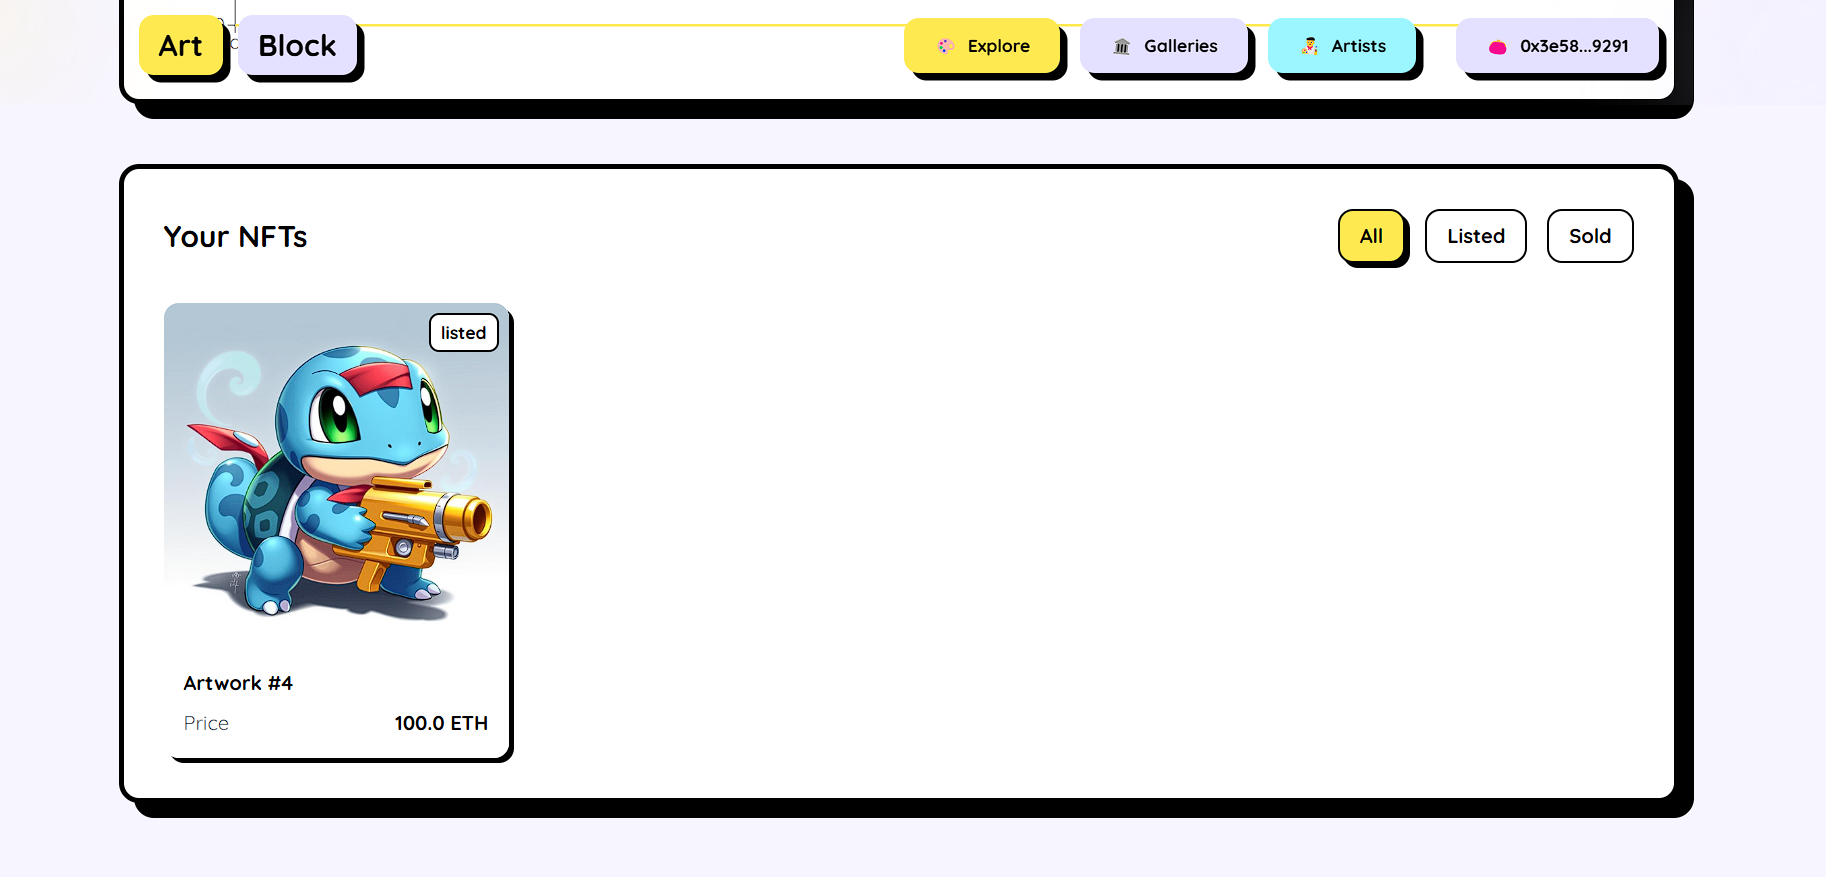 Art Block Explore Galleries Artists 0x3e58...9291
Your NFTs All Listed Sold
listed
Artwork #4
Price 100.0 ETH